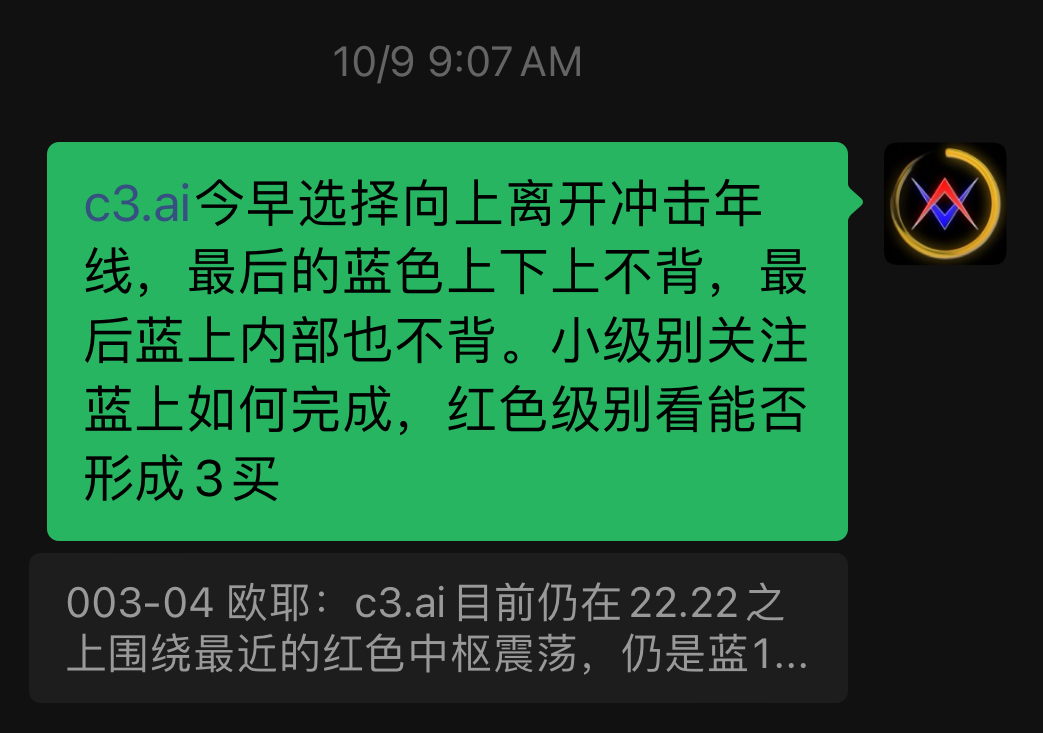 10/9 9:07 AM
c3.ai今早选择向上离开冲击年
线，最后的蓝色上下上不背，最
后蓝上内部也不背。小级别关注
蓝上如何完成，红色级别看能否
形成3买
003-04 欧耶：c3.ai目前仍在22.22之
上围绕最近的红色中枢震荡，仍是蓝1...